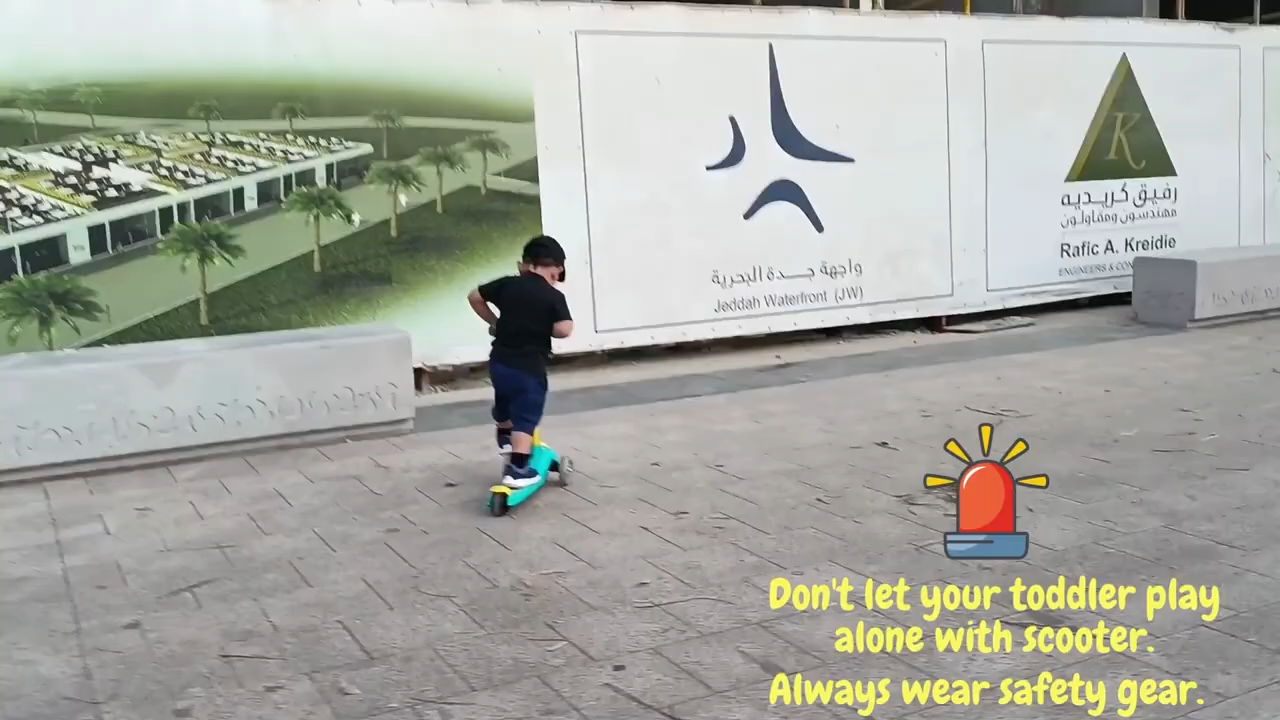 واجهة جدة البحرية
Jeddah Waterfront (JW)
K
رفيق كريديه
مهندسون ومقاولون
Rafic A. Kreidie
ENGINEERS &
Don't let your toddler play
alone with scooter.
Always wear safety gear.